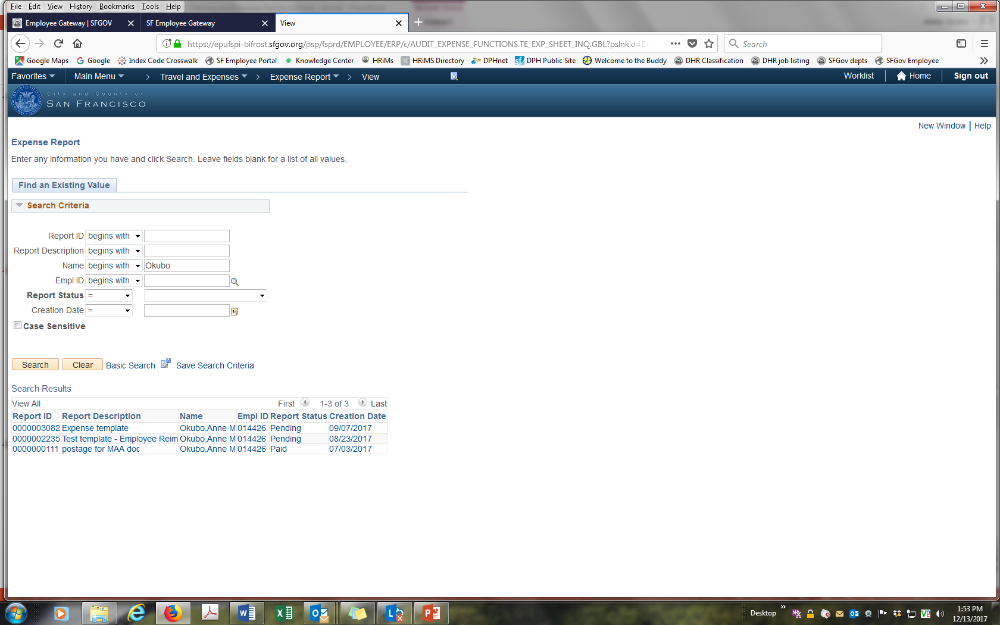 File Edit View History Bookmarks Tools Help
Employee Gateway | SFGOV
SF Employee Gateway
View
https://epufspi-bifrost.sfgov.org/psp/fsprd/EMPLOYEE/ERP/c/AUDIT_EXPENSE_FUNCTIONS.TE_EXP_SHEET_INQ.GBL?pslnkid=
Search
Google Maps Google Index Code Crosswalk SF Employee Portal Knowledge Center HRiMs HRiMS Directory DPHnet DPH Public Site Welcome to the Buddy DHR Classification DHR job listing SFGov depts SFGov Employee
Favorites Main Menu > Travel and Expenses > Expense Report > View
Worklist Home Sign out
City and County of
SAN FRANCISCO
New Window | Help
Expense Report
Enter any information you have and click Search. Leave fields blank for a list of all values.
Find an Existing Value
Search Criteria
Report ID begins with
Report Description begins with
Name begins with Okubo
Empl ID begins with
Report Status =
Creation Date = 31
Case Sensitive
Search Clear Basic Search Save Search Criteria
Search Results
View All First 1-3 of 3 Last
Report ID Report Description Name Empl ID Report Status Creation Date
0000003082 Expense template Okubo,Anne M 014426 Pending 09/07/2017
0000002235 Test template - Employee Reim Okubo,Anne M 014426 Pending 08/23/2017
0000000111 postage for MAA doc Okubo,Anne M 014426 Paid 07/03/2017
Desktop
1:53 PM
12/13/2017